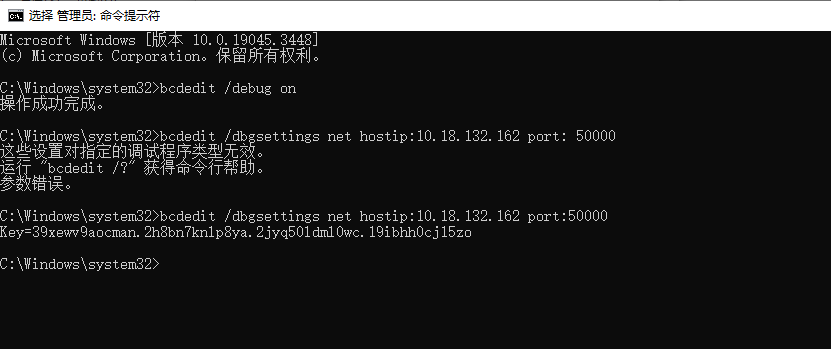 选择 管理员: 命令提示符
Microsoft Windows [版本 10.0.19045.3448]
(c) Microsoft Corporation。保留所有权利。
C:\Windows\system32>bcdedit /debug on
操作成功完成。
C:\Windows\system32>bcdedit /dbgsettings net hostip:10.18.132.162 port: 50000
这些设置对指定的调试程序类型无效。
运行 "bcdedit /?" 获得命令行帮助。
参数错误。
C:\Windows\system32>bcdedit /dbgsettings net hostip:10.18.132.162 port:50000
Key=39xewv9aocman.2h8bn7knlp8ya.2jyq50ldml0wc.19ibhh0cjl5zo
C:\Windows\system32>